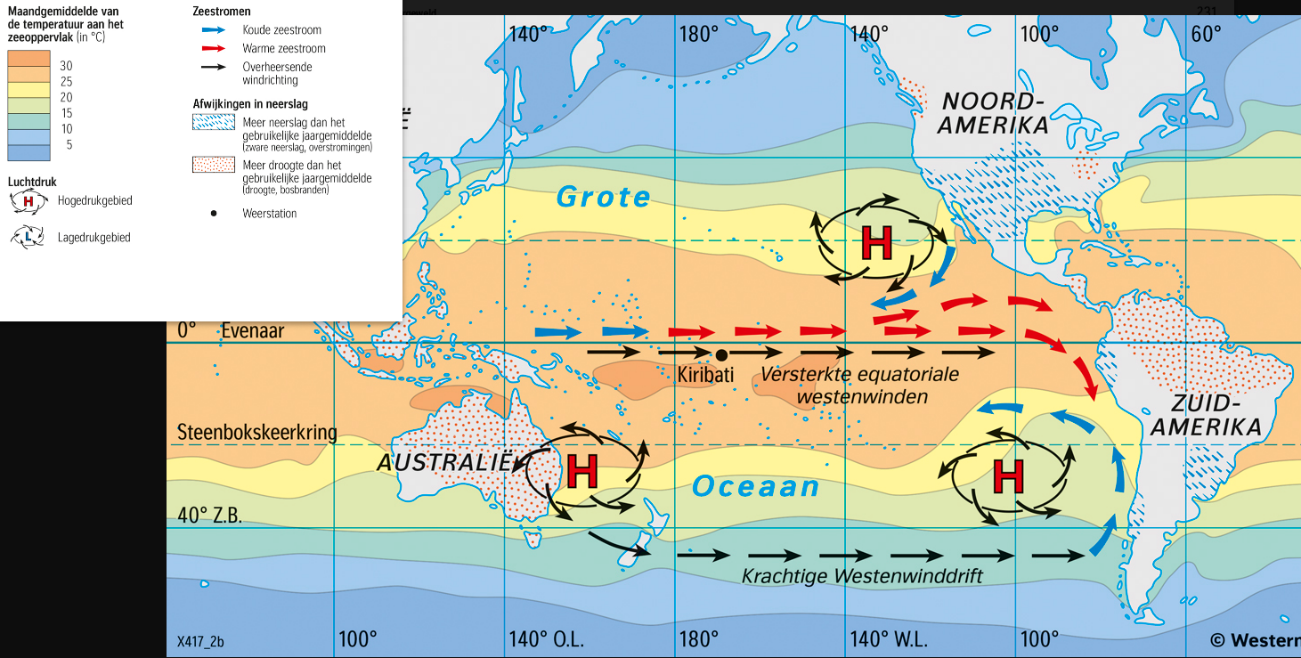 Maandgemiddelde van
de temperatuur aan het
zeeoppervlak (in °C)
30
25
20
15
10
5
Luchtdruk
H Hogedrukgebied
L Lagedrukgebied
Zeestromen
Koude zeestroom
Warme zeestroom
Overheersende
windrichting
Afwijkingen in neerslag
Meer neerslag dan het
gebruikelijke jaargemiddelde
(zware neerslag, overstromingen)
Meer droogte dan het
gebruikelijke jaargemiddelde
(droogte, bosbranden)
Weerstation
231
140° 180° 140° 100° 60°
Ë
NOORD-
AMERIKA
Grote
H
0° Evenaar
Kiribati
Versterkte equatoriale
westenwinden
ZUID-
AMERIKA
Steenbokskeerkring
AUSTRALIË
H
H
Oceaan
40° Z.B.
Krachtige Westenwinddrift
X417_2b
100° 140° O.L. 180° 140° W.L. 100°
© Western